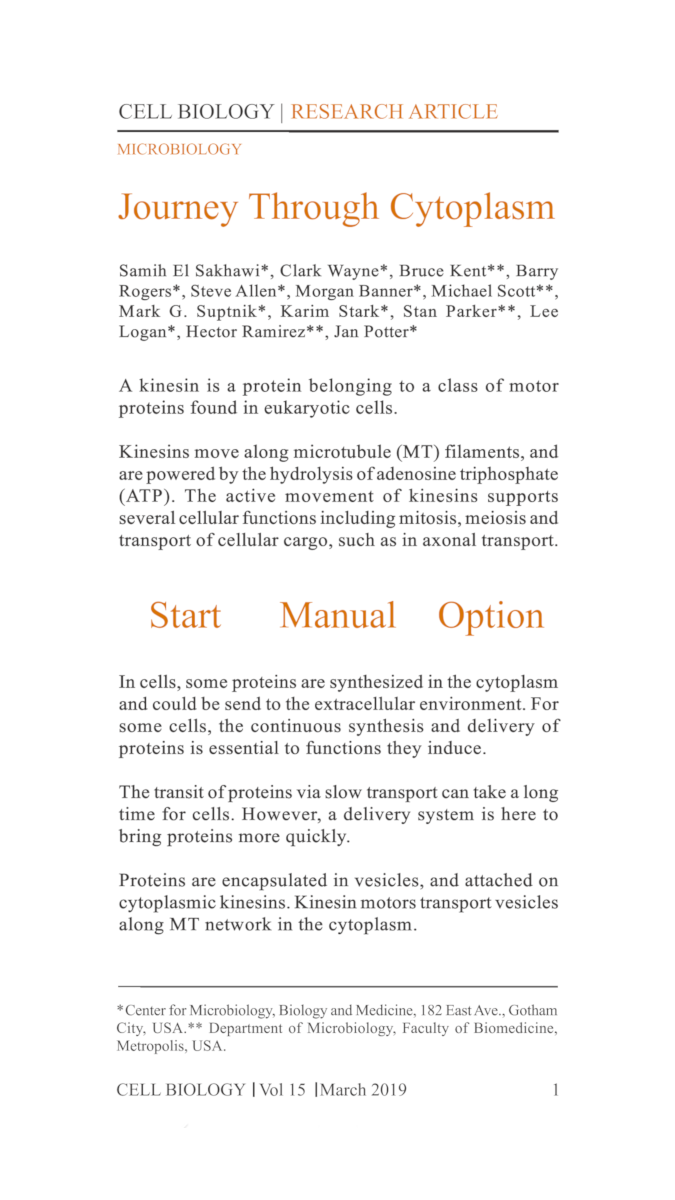 CELL BIOLOGY | RESEARCH ARTICLE
MICROBIOLOGY
Journey Through Cytoplasm
Samih El Sakhawi*, Clark Wayne*, Bruce Kent**, Barry
Rogers*, Steve Allen*, Morgan Banner*, Michael Scott**,
Mark G. Suptnik*, Karim Stark*, Stan Parker**, Lee
Logan*, Hector Ramirez**, Jan Potter*
A kinesin is a protein belonging to a class of motor
proteins found in eukaryotic cells.
Kinesins move along microtubule (MT) filaments, and
are powered by the hydrolysis of adenosine triphosphate
(ATP). The active movement of kinesins supports
several cellular functions including mitosis, meiosis and
transport of cellular cargo, such as in axonal transport.
Start Manual Option
In cells, some proteins are synthesized in the cytoplasm
and could be send to the extracellular environment. For
some cells, the continuous synthesis and delivery of
proteins is essential to functions they induce.
The transit of proteins via slow transport can take a long
time for cells. However, a delivery system is here to
bring proteins more quickly.
Proteins are encapsulated in vesicles, and attached on
cytoplasmic kinesins. Kinesin motors transport vesicles
along MT network in the cytoplasm.
*Center for Microbiology, Biology and Medicine, 182 East Ave., Gotham
City, USA.** Department of Microbiology, Faculty of Biomedicine,
Metropolis, USA.
CELL BIOLOGY | Vol 15 | March 2019 1